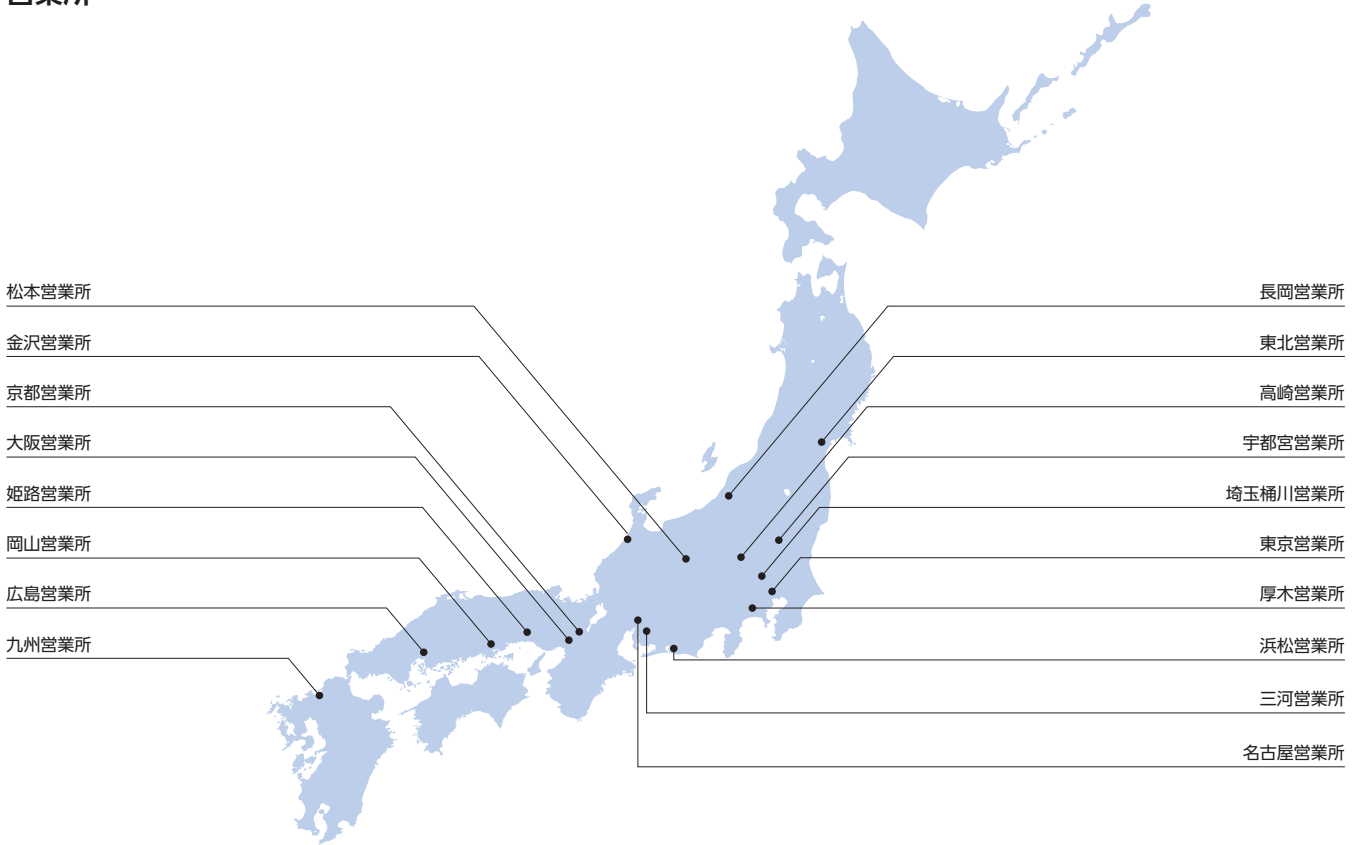 営業所
松本営業所
金沢営業所
京都営業所
大阪営業所
姫路営業所
岡山営業所
広島営業所
九州営業所
長岡営業所
東北営業所
高崎営業所
宇都宮営業所
埼玉桶川営業所
東京営業所
厚木営業所
浜松営業所
三河営業所
名古屋営業所